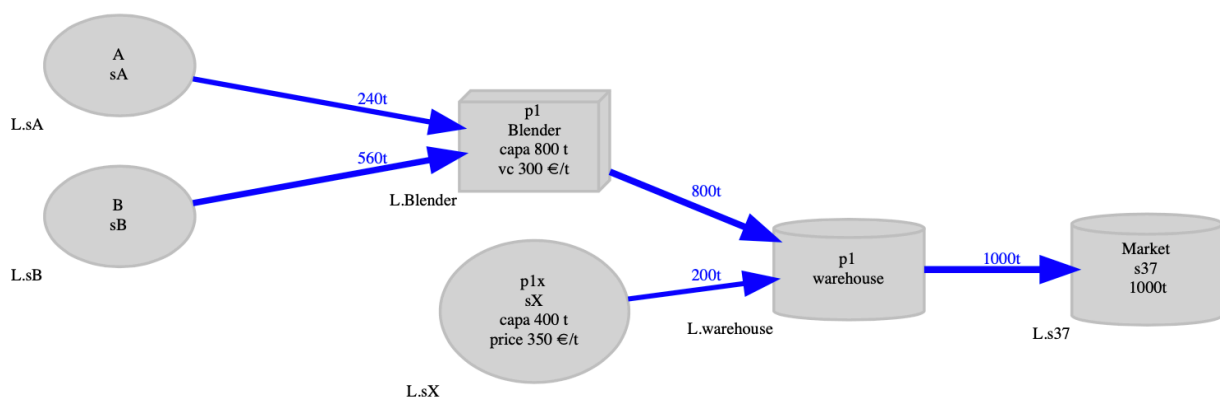 A
sA
L.sA
240t
B
sB
L.sB
560t
p1
Blender
capa 800 t
vc 300 €/t
L.Blender
800t
p1x
sX
capa 400 t
price 350 €/t
L.sX
200t
p1
warehouse
L.warehouse
1000t
Market
s37
1000t
L.s37